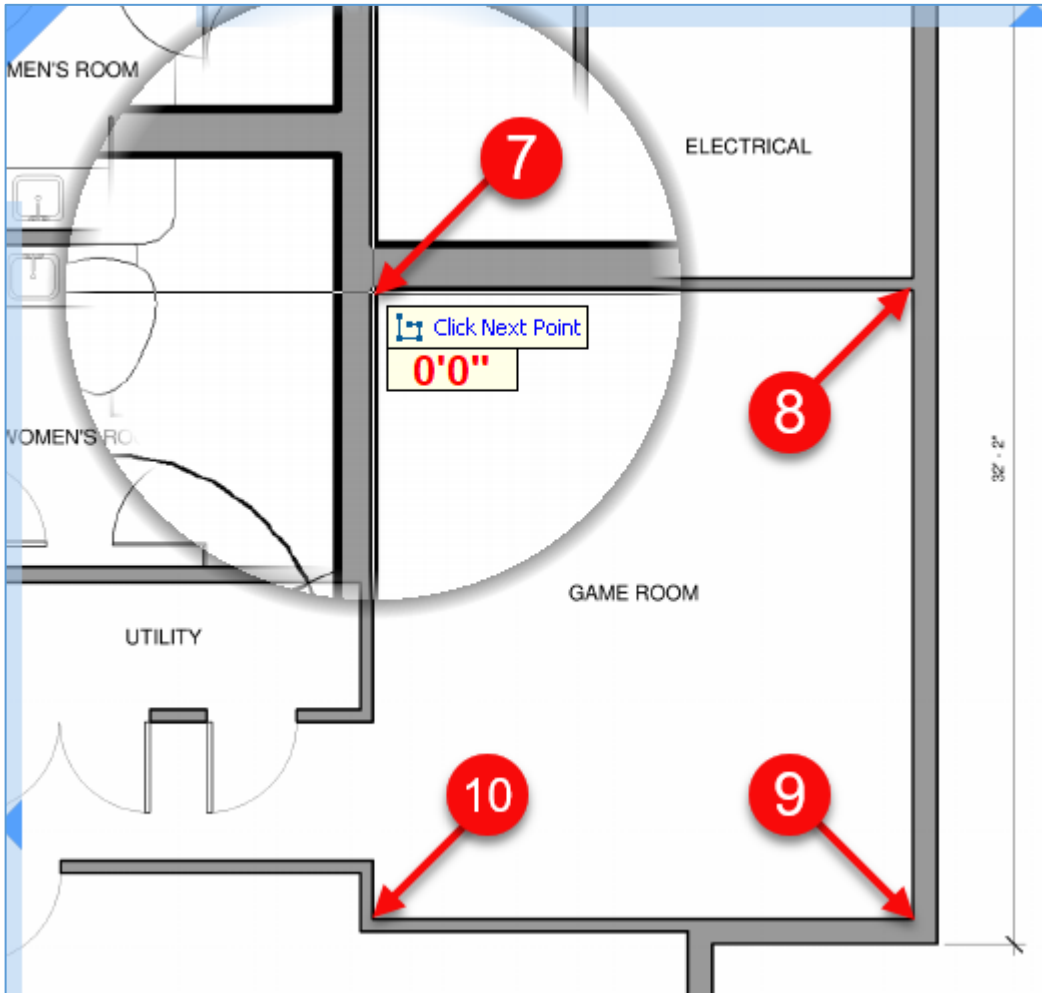 MEN'S ROOM
7
ELECTRICAL
Click Next Point
0'0"
8
WOMEN'S RO
32' - 2"
GAME ROOM
UTILITY
10
9